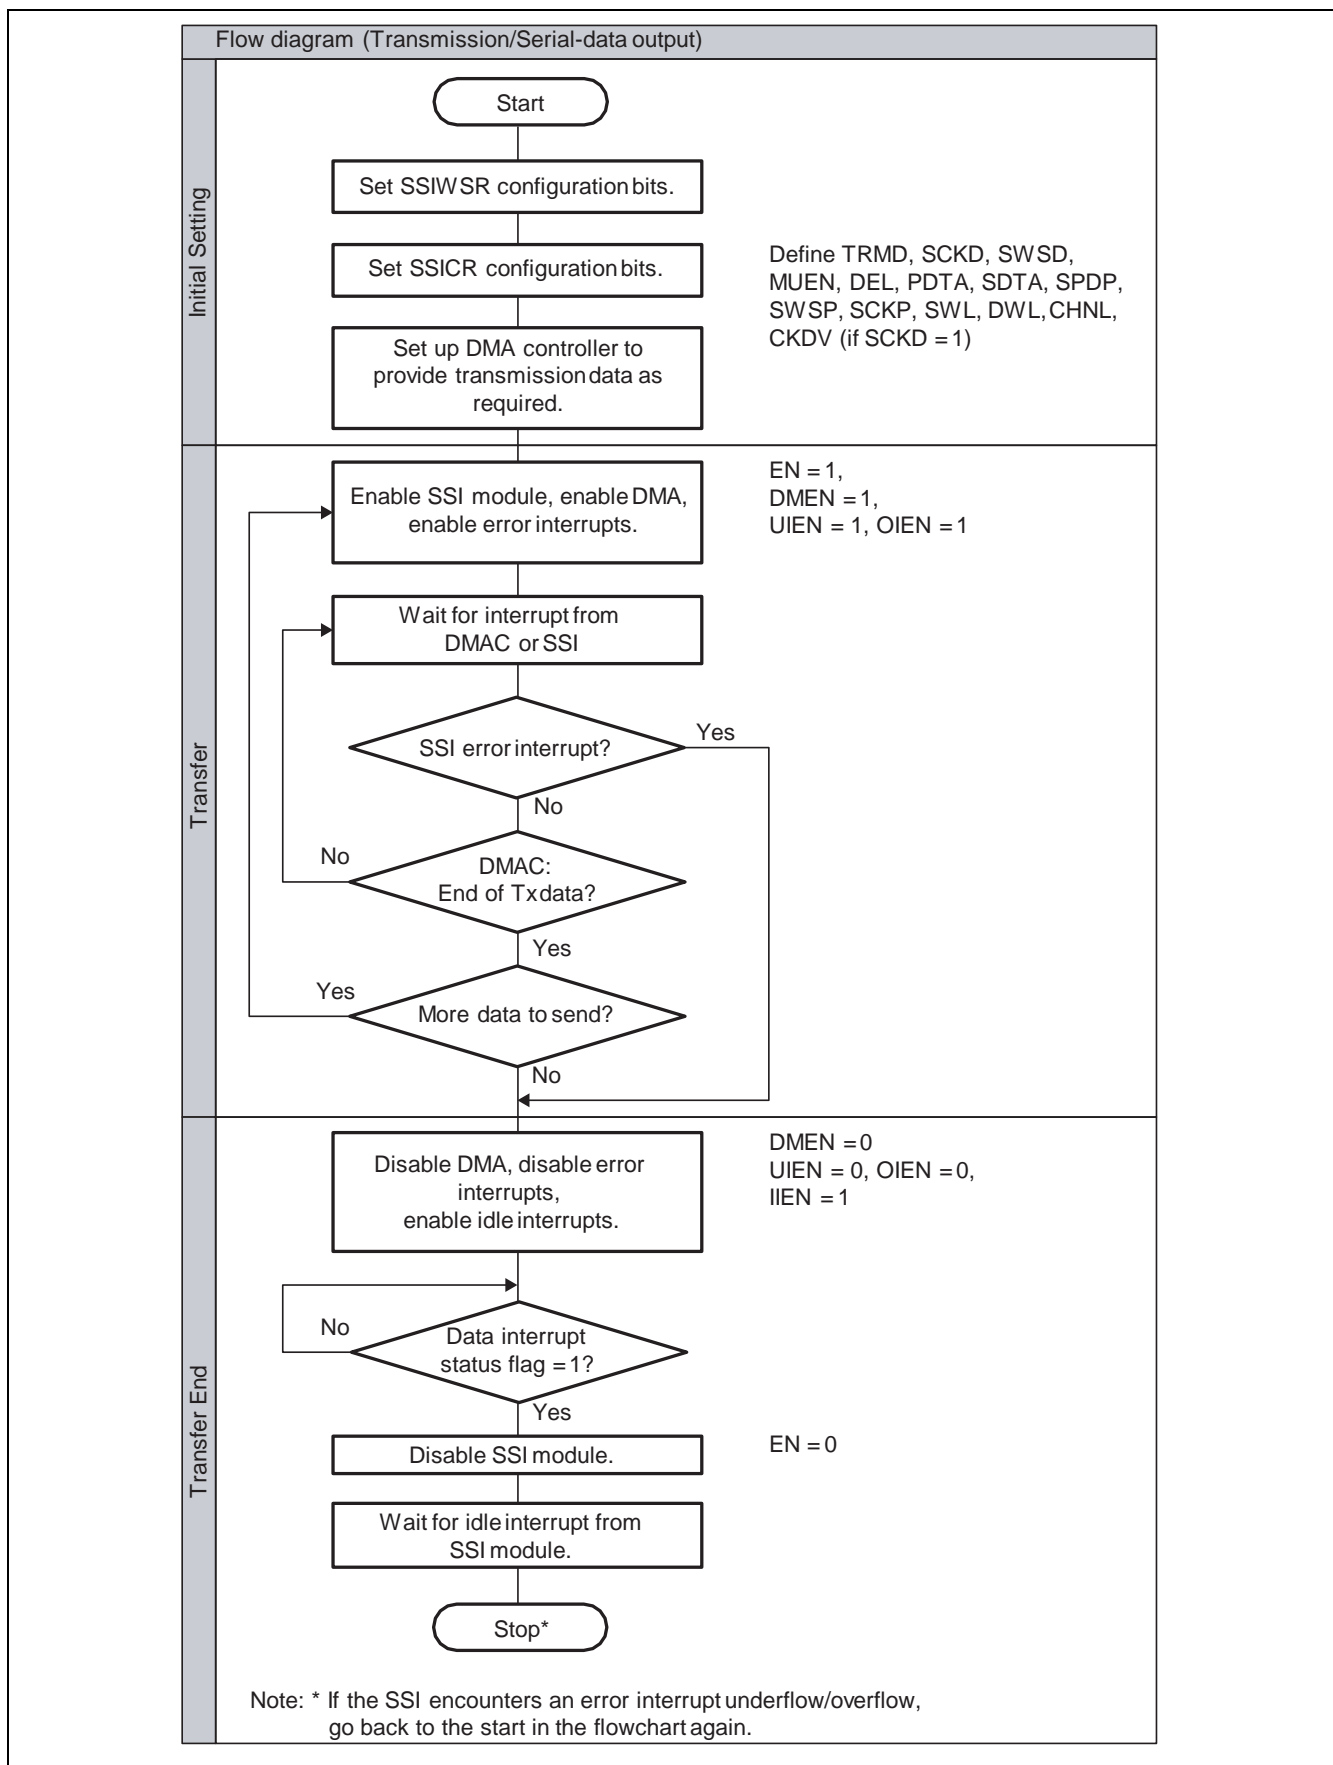 Flow diagram (Transmission/Serial-data output)
Initial Setting
Start
Set SSIWSR configuration bits.
Set SSICR configuration bits.
Define TRMD, SCKD, SWSD,
MUEN, DEL, PDTA, SDTA, SPDP,
SWSP, SCKP, SWL, DWL, CHNL,
CKDV (if SCKD = 1)
Set up DMA controller to
provide transmission data as
required.
Transfer
Enable SSI module, enable DMA,
enable error interrupts.
EN = 1,
DMEN = 1,
UIEN = 1, OIEN = 1
Wait for interrupt from
DMAC or SSI
SSI error interrupt?
Yes
No
DMAC:
End of Tx data?
No
Yes
More data to send?
Yes
No
Transfer End
Disable DMA, disable error
interrupts,
enable idle interrupts.
DMEN = 0
UIEN = 0, OIEN = 0,
IIEN = 1
Data interrupt
status flag = 1?
No
Yes
Disable SSI module.
EN = 0
Wait for idle interrupt from
SSI module.
Stop*
Note: * If the SSI encounters an error interrupt underflow/overflow,
go back to the start in the flowchart again.